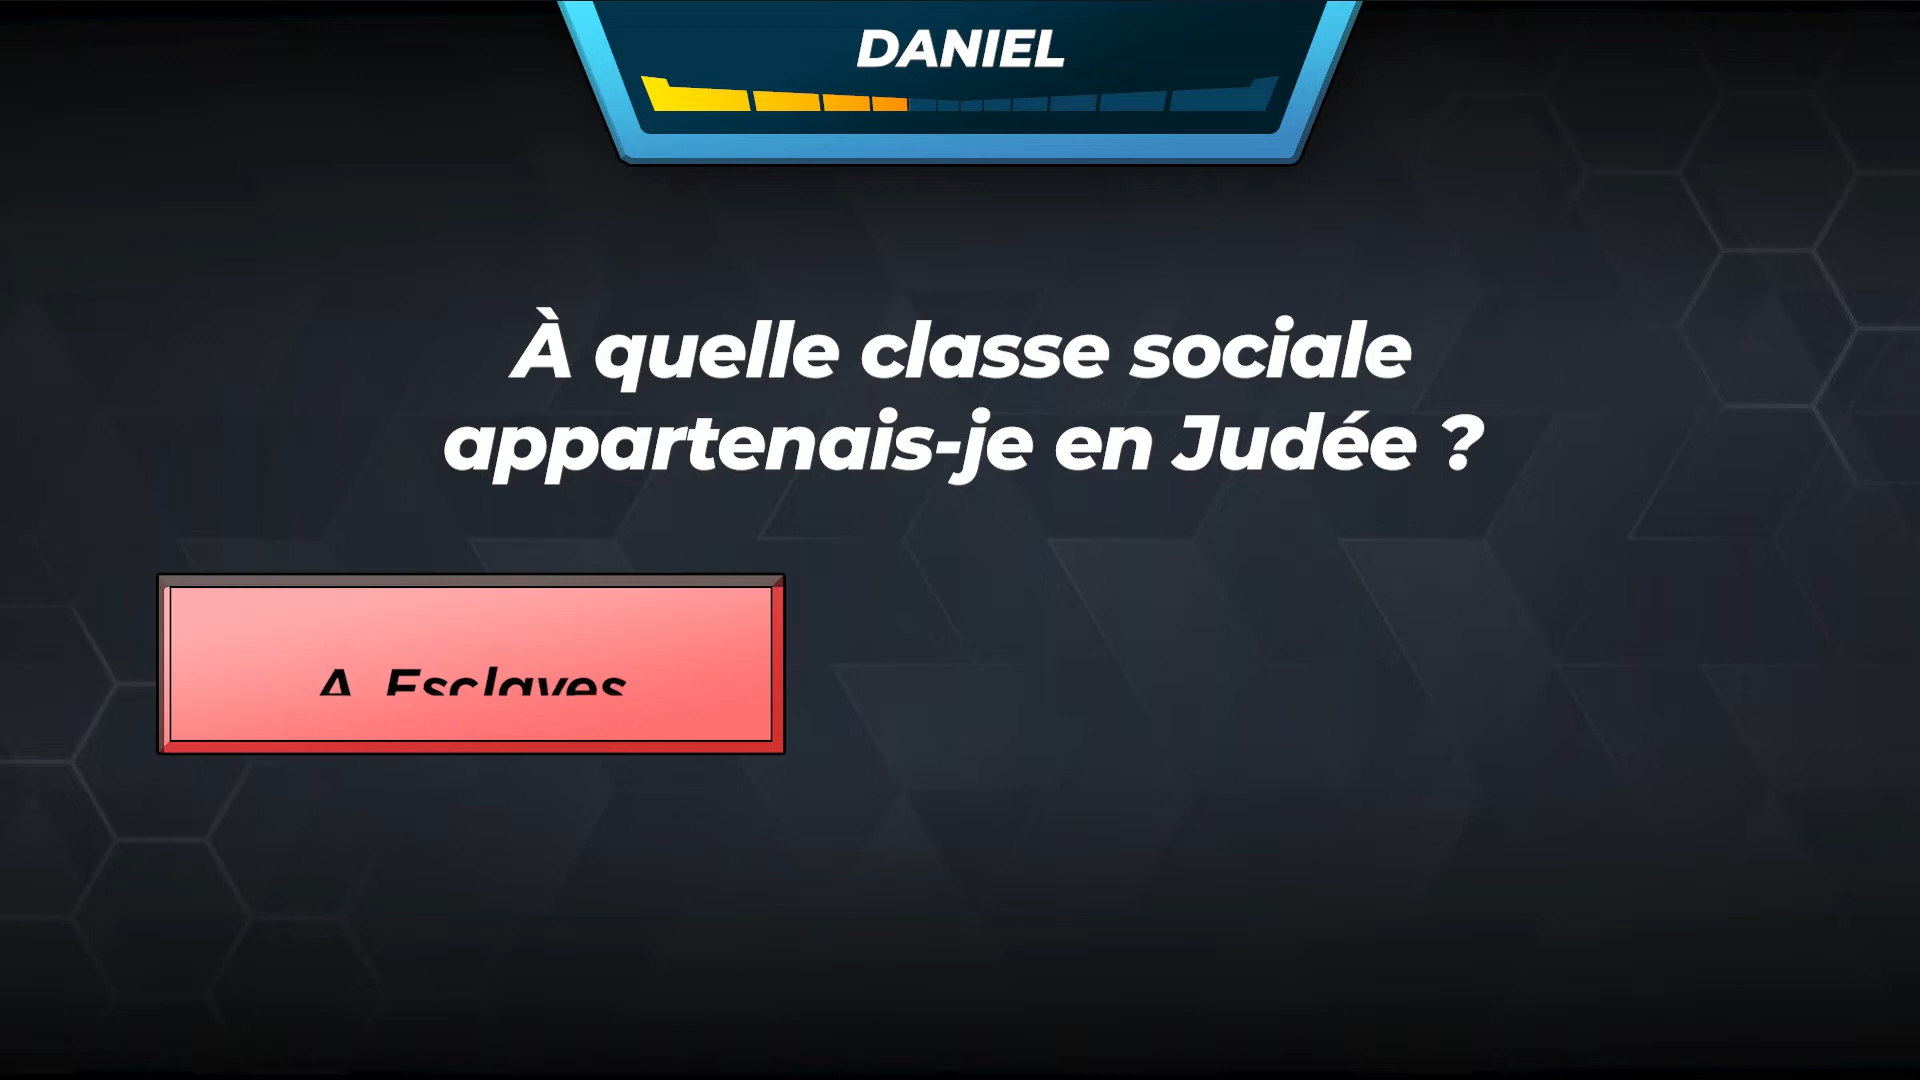 DANIEL
À quelle classe sociale
appartenais-je en Judée ?
A. Esclaves